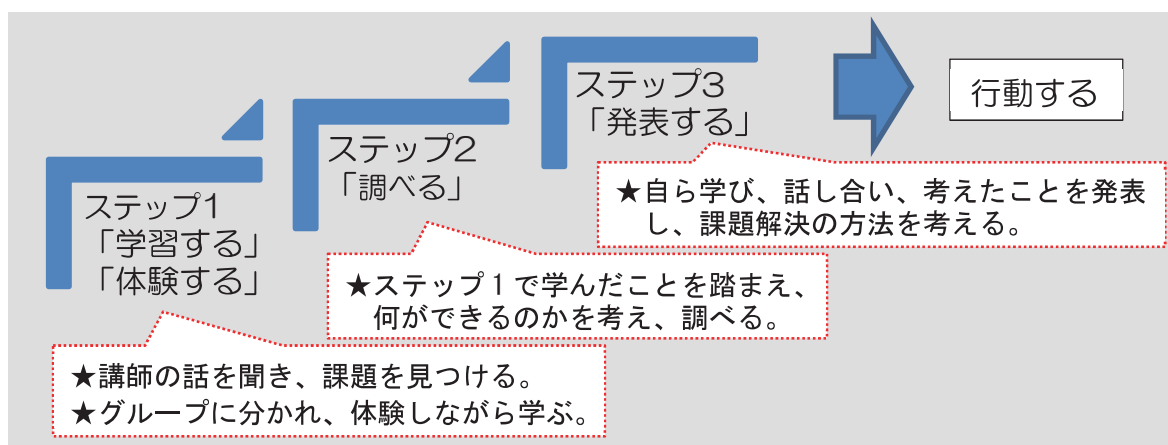 ステップ1
「学習する」
「体験する」
★講師の話を聞き、課題を見つける。
★グループに分かれ、体験しながら学ぶ。
ステップ2
「調べる」
★ステップ１で学んだことを踏まえ、
何ができるのかを考え、調べる。
ステップ3
「発表する」
★自ら学び、話し合い、考えたことを発表
し、課題解決の方法を考える。
行動する